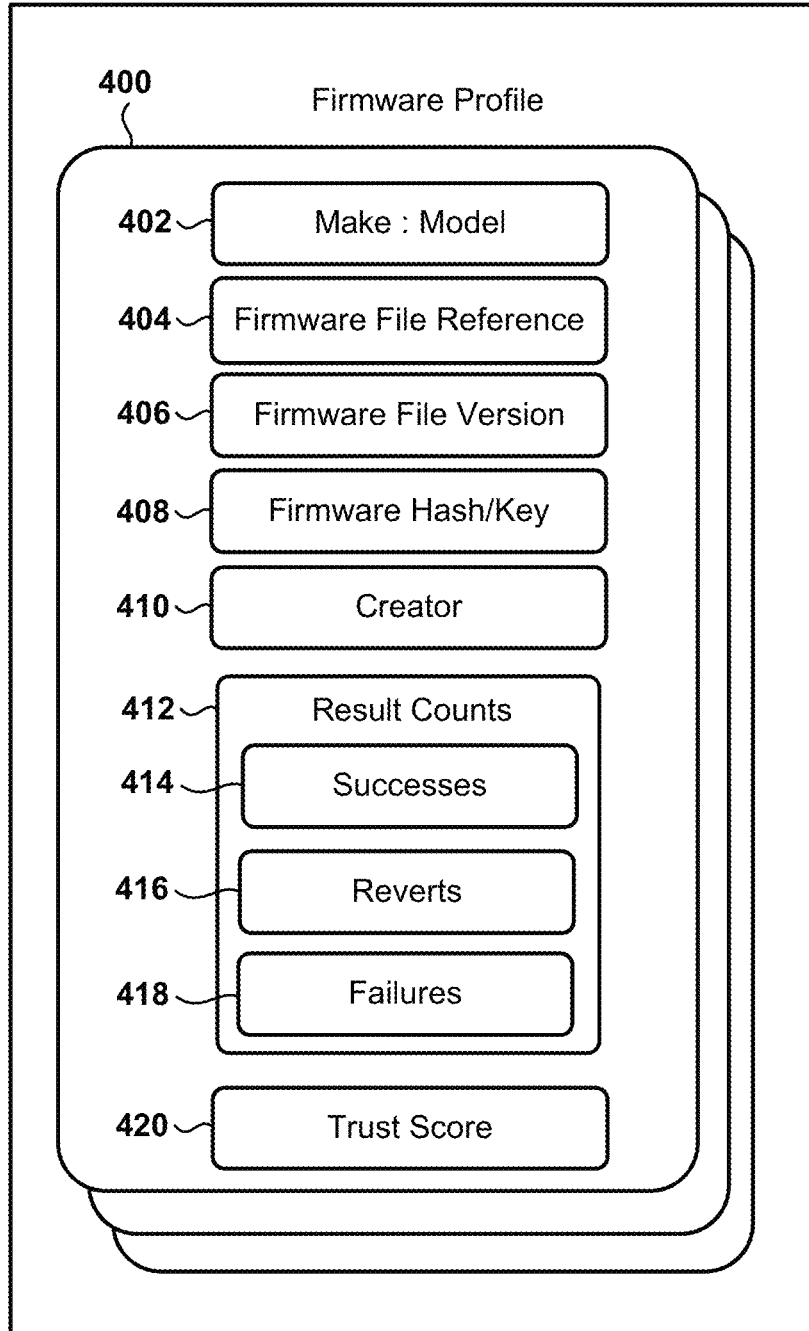 400
Firmware Profile
402 Make : Model
404 Firmware File Reference
406 Firmware File Version
408 Firmware Hash/Key
410 Creator
412 Result Counts
414 Successes
416 Reverts
418 Failures
420 Trust Score